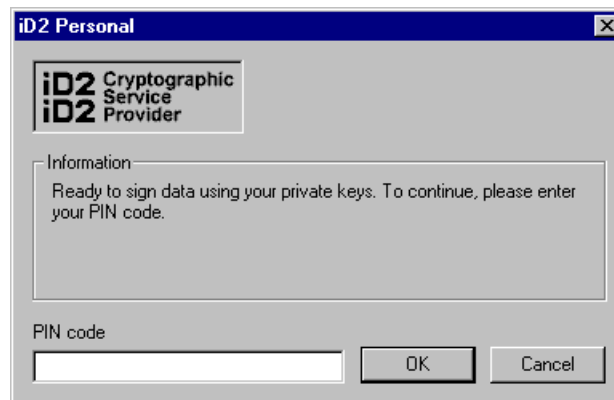 iD2 Personal
iD2 Cryptographic
Service
iD2 Provider
Information
Ready to sign data using your private keys. To continue, please enter
your PIN code.
PIN code
OK
Cancel